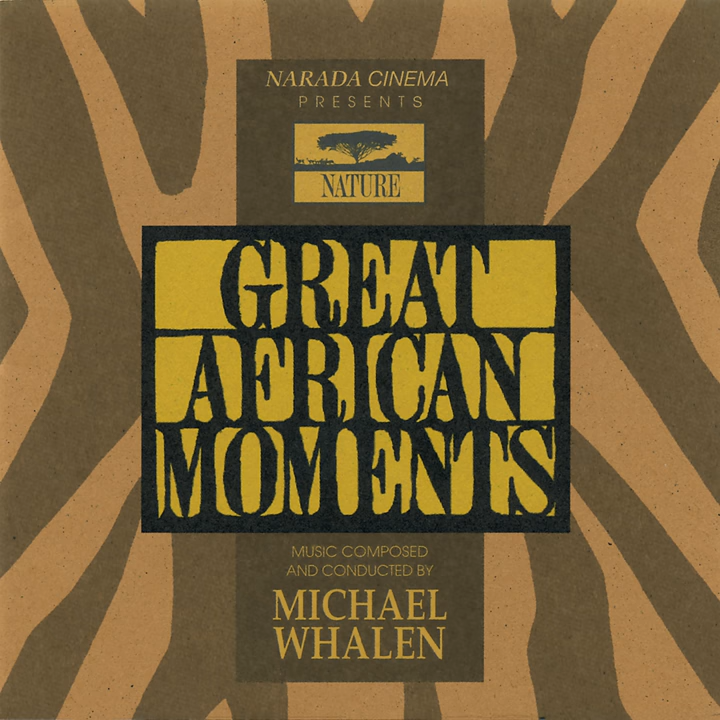 NARADA CINEMA
PRESENTS
NATURE
GREAT
AFRICAN
MOMENTS
MUSIC COMPOSED
AND CONDUCTED BY
MICHAEL
WHALEN